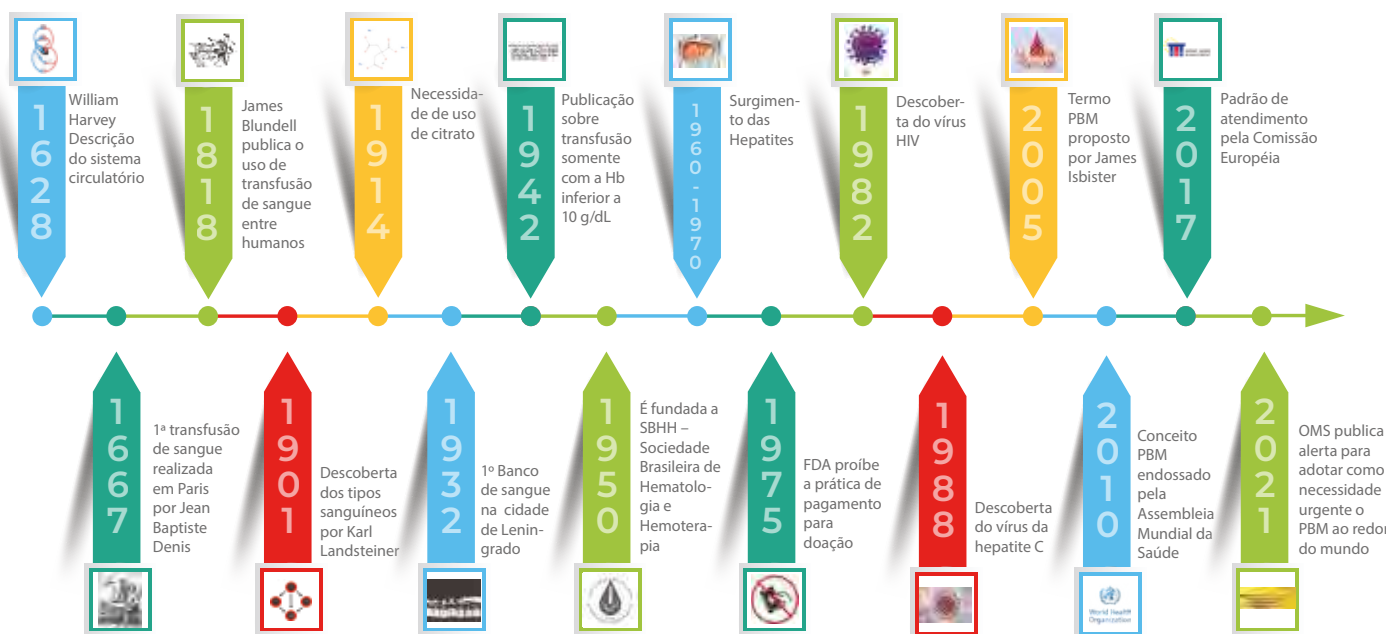 1628
William
Harvey
Descrição
do sistema
circulatório
1667
1ª transfusão
de sangue
realizada
em Paris
por Jean
Baptiste
Denis
1818
James
Blundell
publica o
uso de
transfusão
de sangue
entre
humanos
1901
Descoberta
dos tipos
sanguíneos
por Karl
Landsteiner
1914
Necessida-
de de uso
de citrato
1932
1º Banco
de sangue
na cidade
de Lenin-
grado
1942
Publicação
sobre
transfusão
somente
com a Hb
inferior a
10 g/dL
1950
É fundada a
SBHH –
Sociedade
Brasileira de
Hematolo-
gia e
Hemotera-
pia
1960-1970
Surgimen-
to das
Hepatites
1975
FDA proíbe
a prática de
pagamento
para
doação
1982
Descober-
ta do vírus
HIV
1988
Descoberta
do vírus da
hepatite C
2005
Termo
PBM
proposto
por James
Isbister
2010
Conceito
PBM
endossado
pela
Assembleia
Mundial da
Saúde
World Health
Organization
2017
Padrão de
atendimento
pela Comissão
Européia
2021
OMS publica
alerta para
adotar como
necessidade
urgente o
PBM ao redor
do mundo